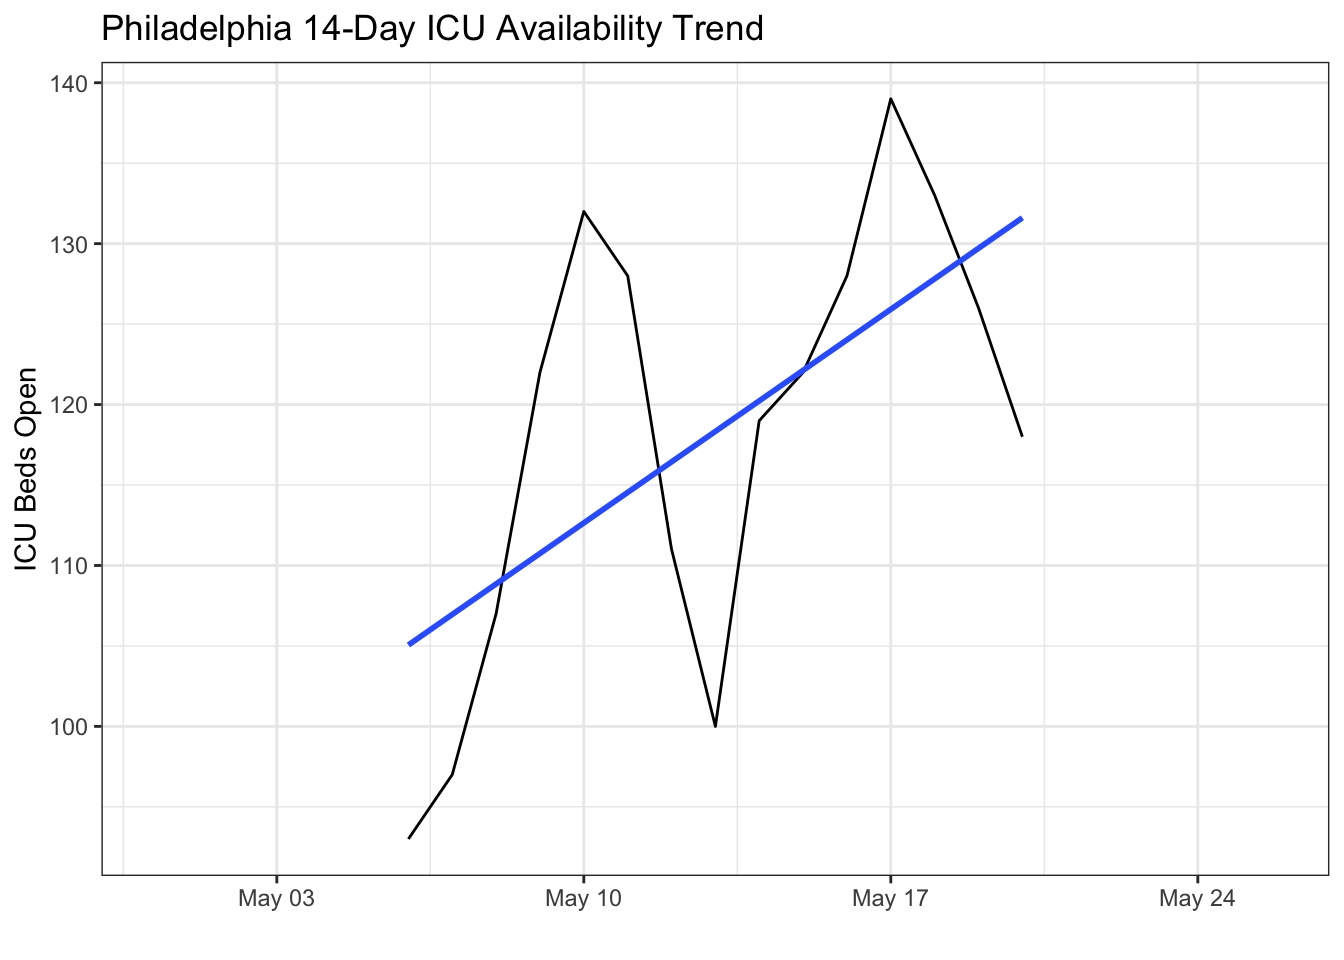 Philadelphia 14-Day ICU Availability Trend
140
130
120
110
100
ICU Beds Open
May 03
May 10
May 17
May 24